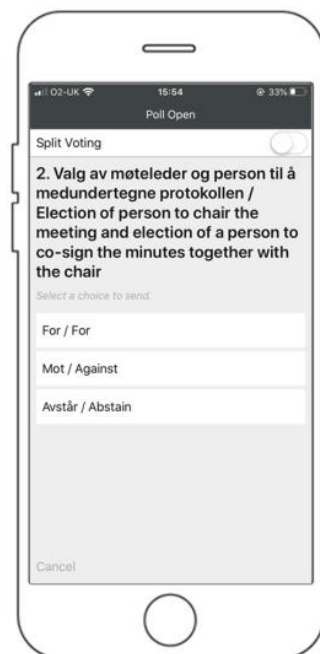 O2-UK 15:54 33%
Poll Open
Split Voting
2. Valg av møteleder og person til å
medundertegne protokollen /
Election of person to chair the
meeting and election of a person to
co-sign the minutes together with
the chair
Select a choice to send.
For / For
Mot / Against
Avstår / Abstain
Cancel